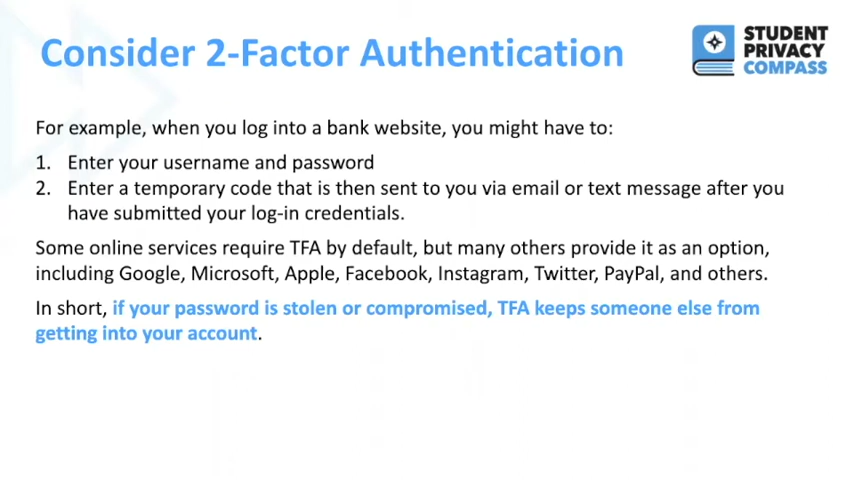 Consider 2-Factor Authentication
STUDENT
PRIVACY
COMPASS
For example, when you log into a bank website, you might have to:
1. Enter your username and password
2. Enter a temporary code that is then sent to you via email or text message after you
have submitted your log-in credentials.
Some online services require TFA by default, but many others provide it as an option,
including Google, Microsoft, Apple, Facebook, Instagram, Twitter, PayPal, and others.
In short, if your password is stolen or compromised, TFA keeps someone else from
getting into your account.